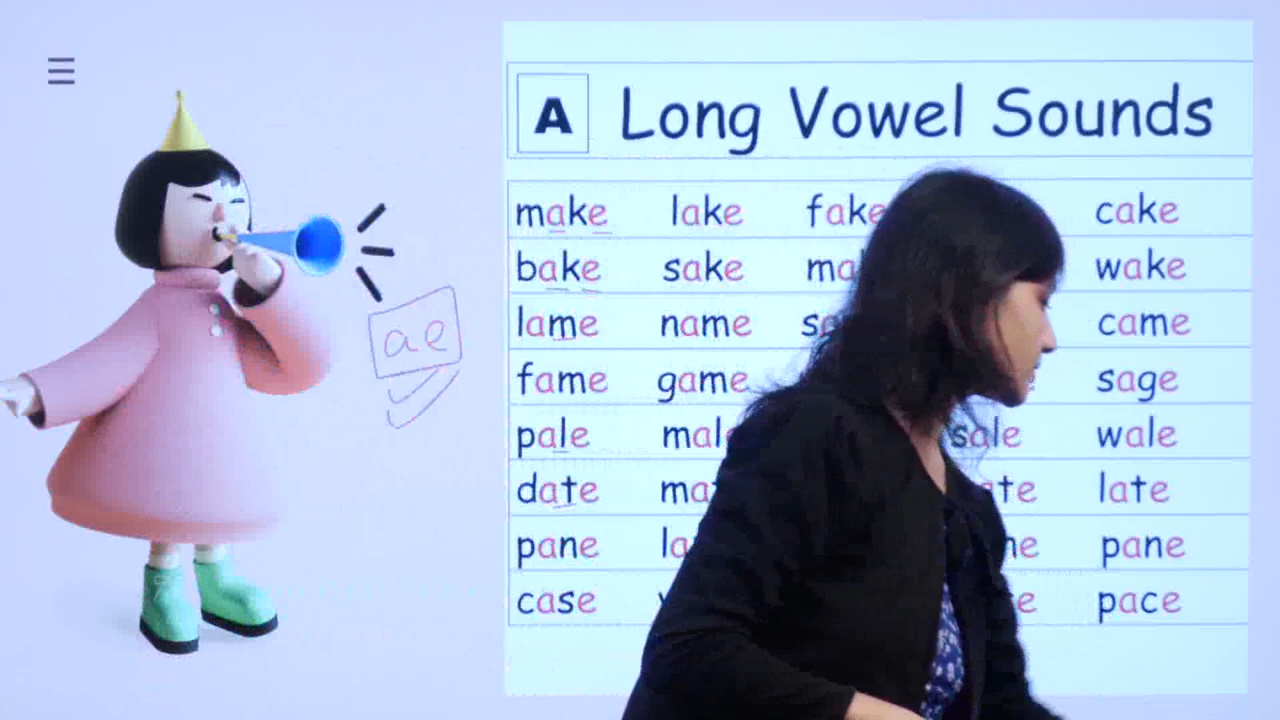 A Long Vowel Sounds
make lake fake cake
bake sake wake
lame name came
fame game sage
pale sale wale
date late
pane pane
case pace
ae